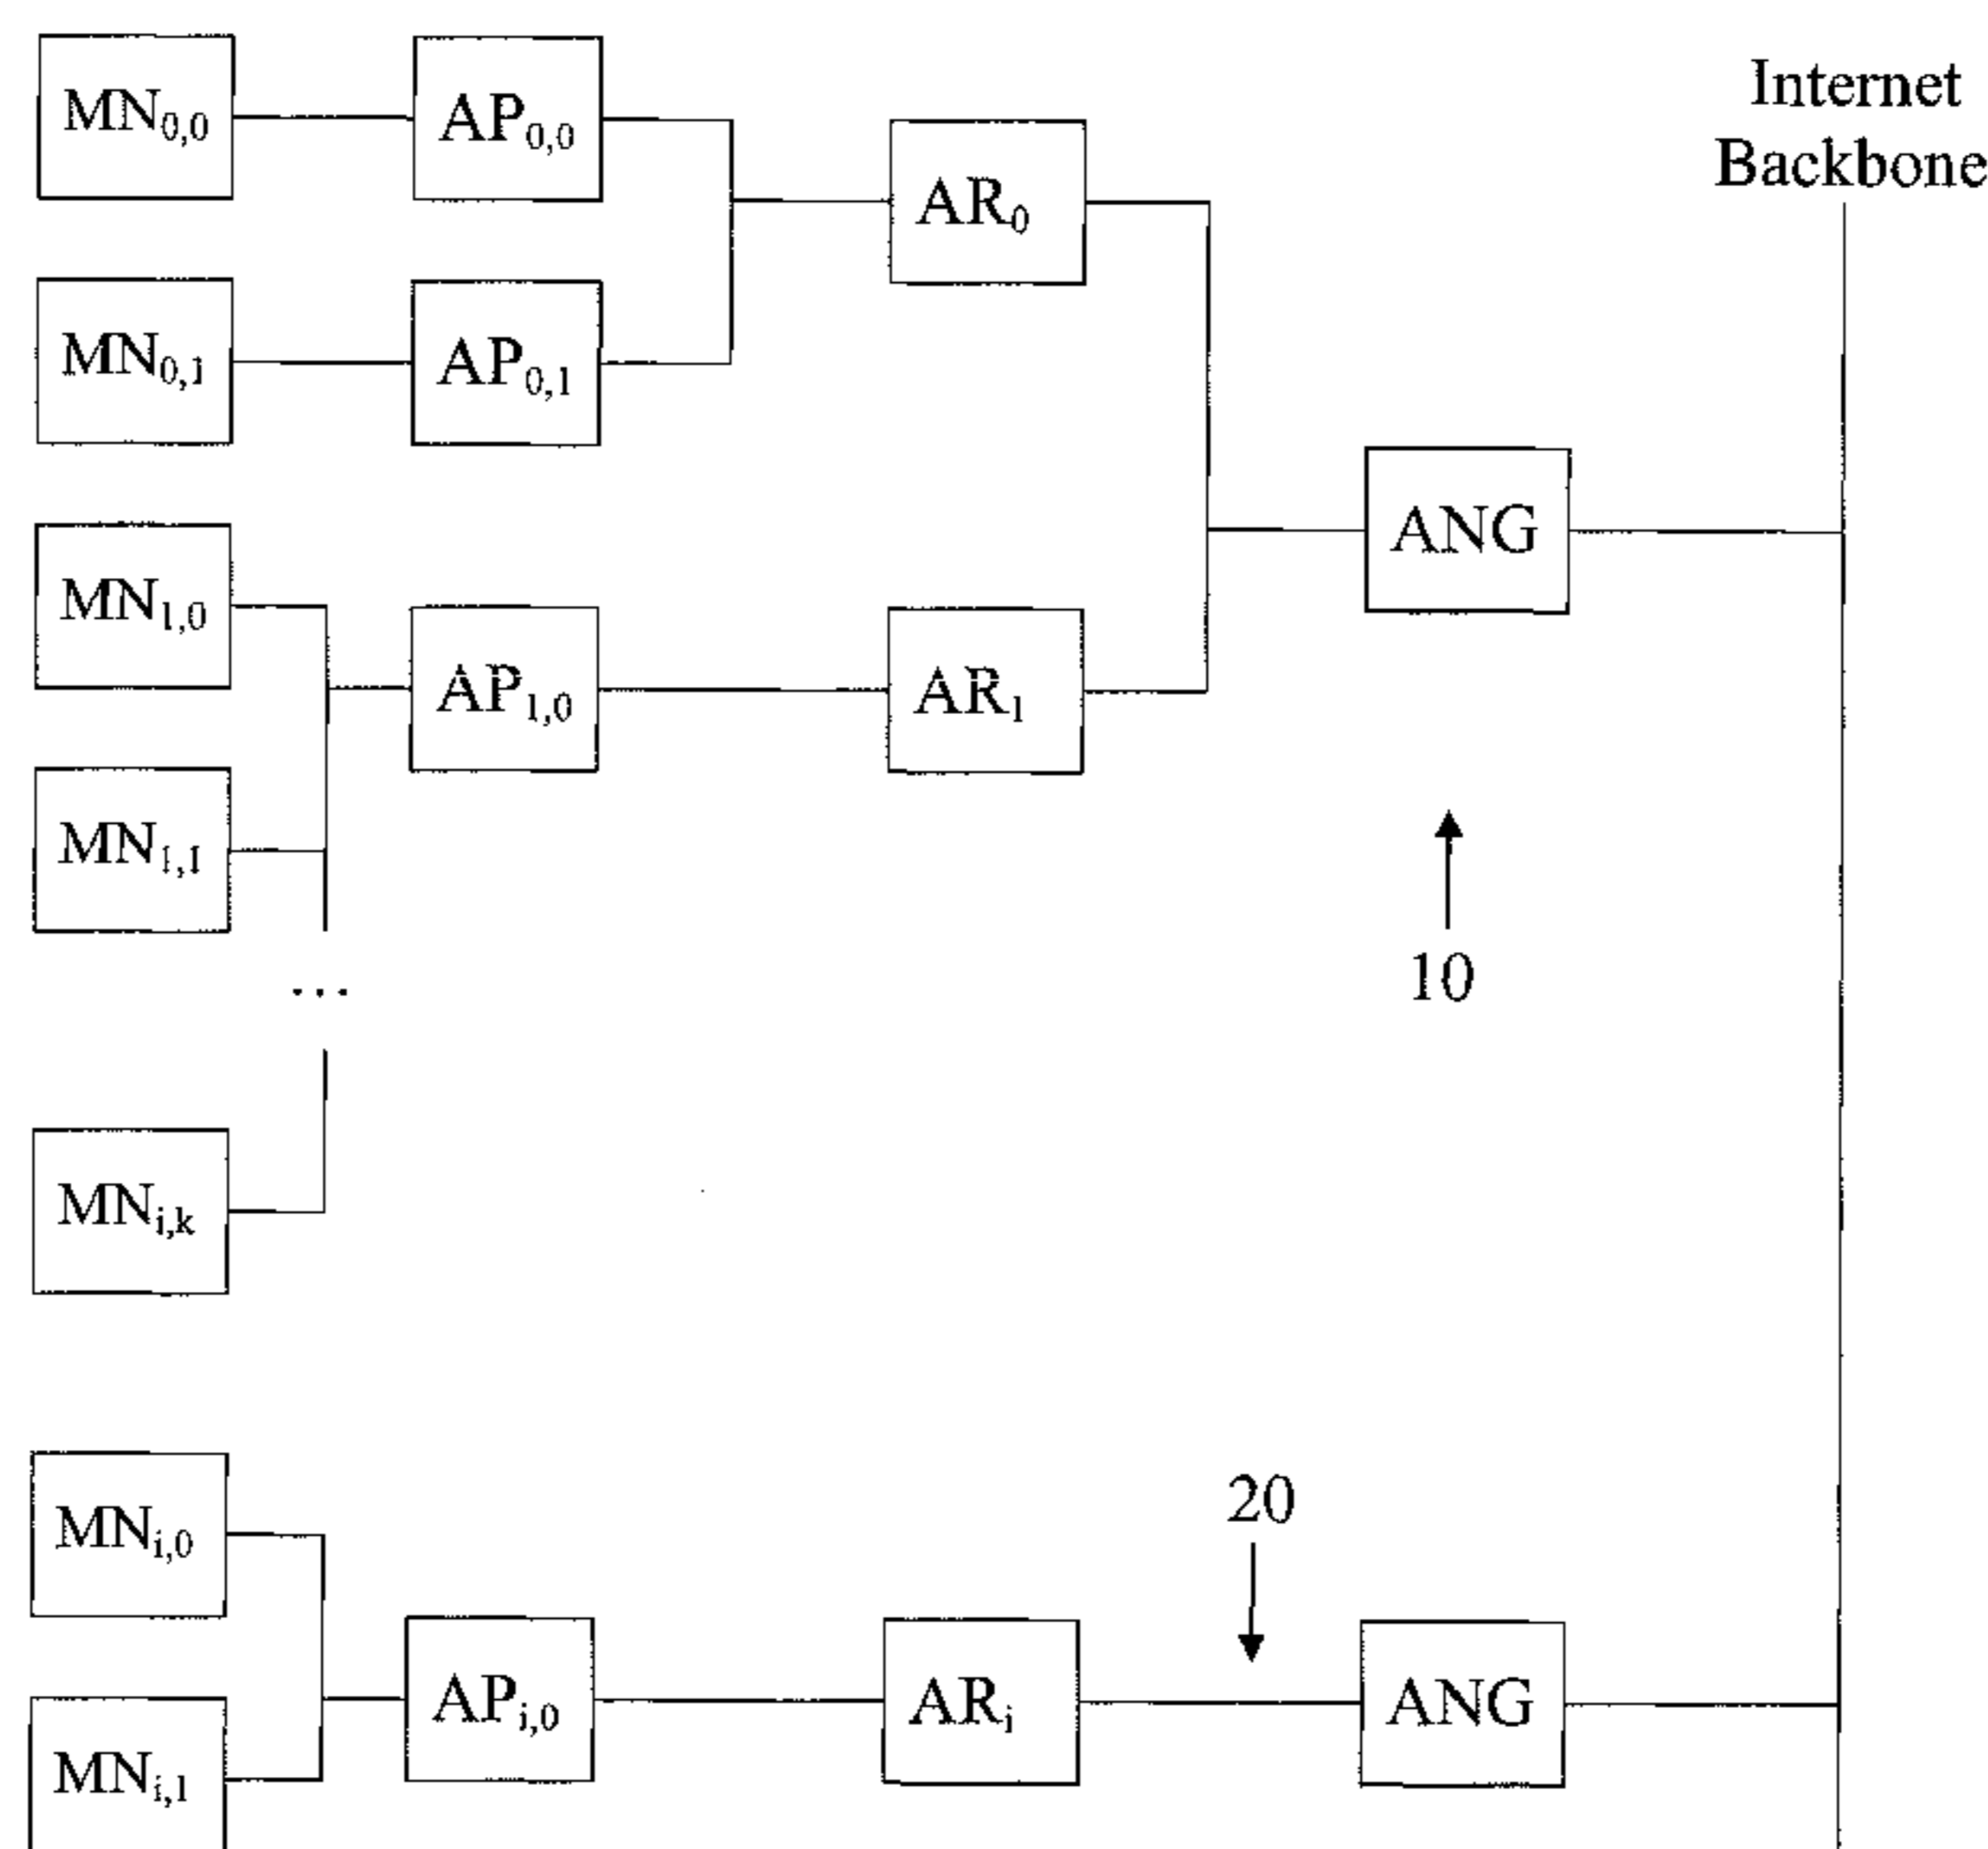 MN0,0
AP0,0
Internet
Backbone
AR0
MN0,1
AP0,1
ANG
MN1,0
AP1,0
AR1
MN1,1
10
...
MNi,k
MNi,0
20
APi,0
ARi
ANG
MNi,1